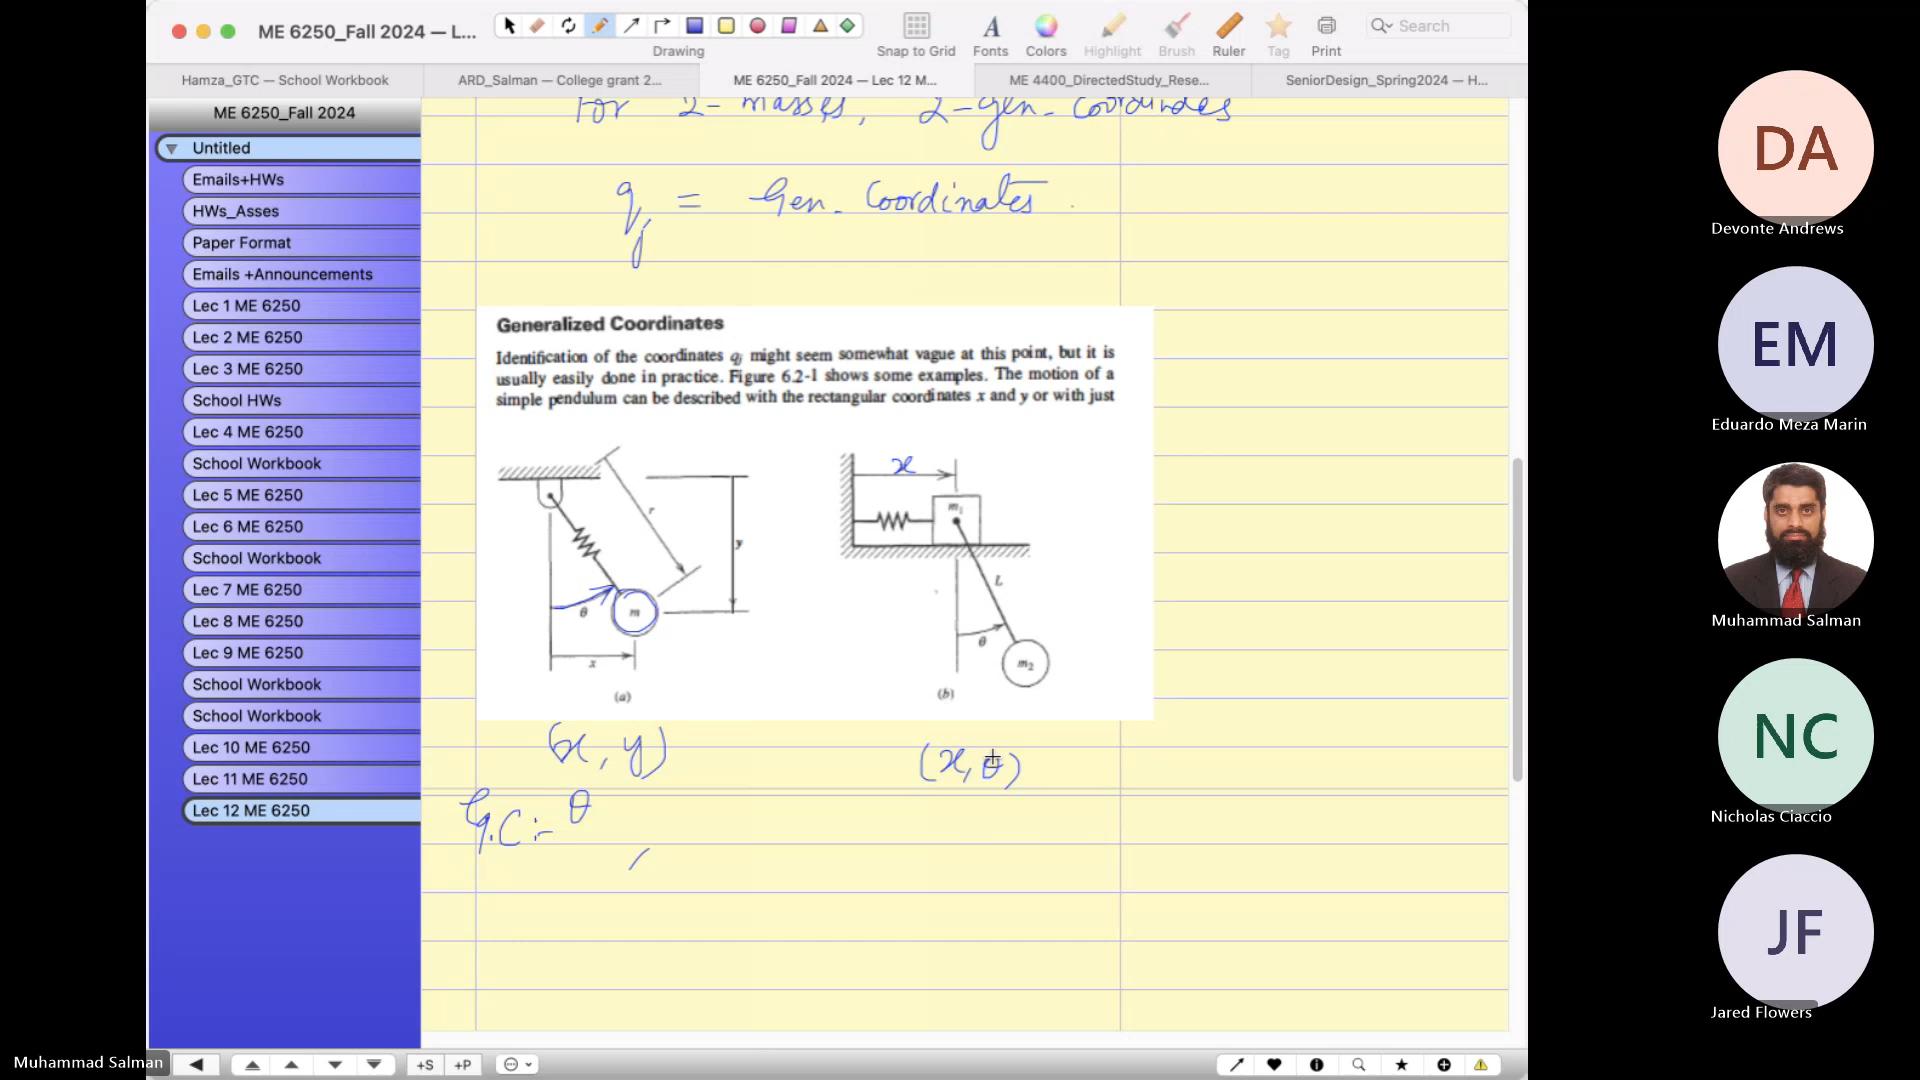 ME 6250_Fall 2024 — L...
Drawing
Snap to Grid
Fonts
Colors
Highlight
Brush
Ruler
Tag
Print
Search
Hamza_GTC — School Workbook
ARD_Salman — College grant 2...
ME 6250_Fall 2024 — Lec 12 M...
ME 4400_DirectedStudy_Rese...
SeniorDesign_Spring2024 — H...
ME 6250_Fall 2024
Untitled
Emails+HWs
HWs_Asses
Paper Format
Emails +Announcements
Lec 1 ME 6250
Lec 2 ME 6250
Lec 3 ME 6250
School HWs
Lec 4 ME 6250
School Workbook
Lec 5 ME 6250
Lec 6 ME 6250
School Workbook
Lec 7 ME 6250
Lec 8 ME 6250
Lec 9 ME 6250
School Workbook
School Workbook
Lec 10 ME 6250
Lec 11 ME 6250
Lec 12 ME 6250
For 2- masses, 2-gen. Coordinates
qj = Gen. Coordinates.
Generalized Coordinates
Identification of the coordinates qj might seem somewhat vague at this point, but it is
usually easily done in practice. Figure 6.2-1 shows some examples. The motion of a
simple pendulum can be described with the rectangular coordinates x and y or with just
r
y
θ
m
x
(a)
x
m1
L
θ
m2
(b)
(x, y)
(x, θ)
G.C :- θ
+S
+P
Muhammad Salman
DA
Devonte Andrews
EM
Eduardo Meza Marin
Muhammad Salman
NC
Nicholas Ciaccio
JF
Jared Flowers